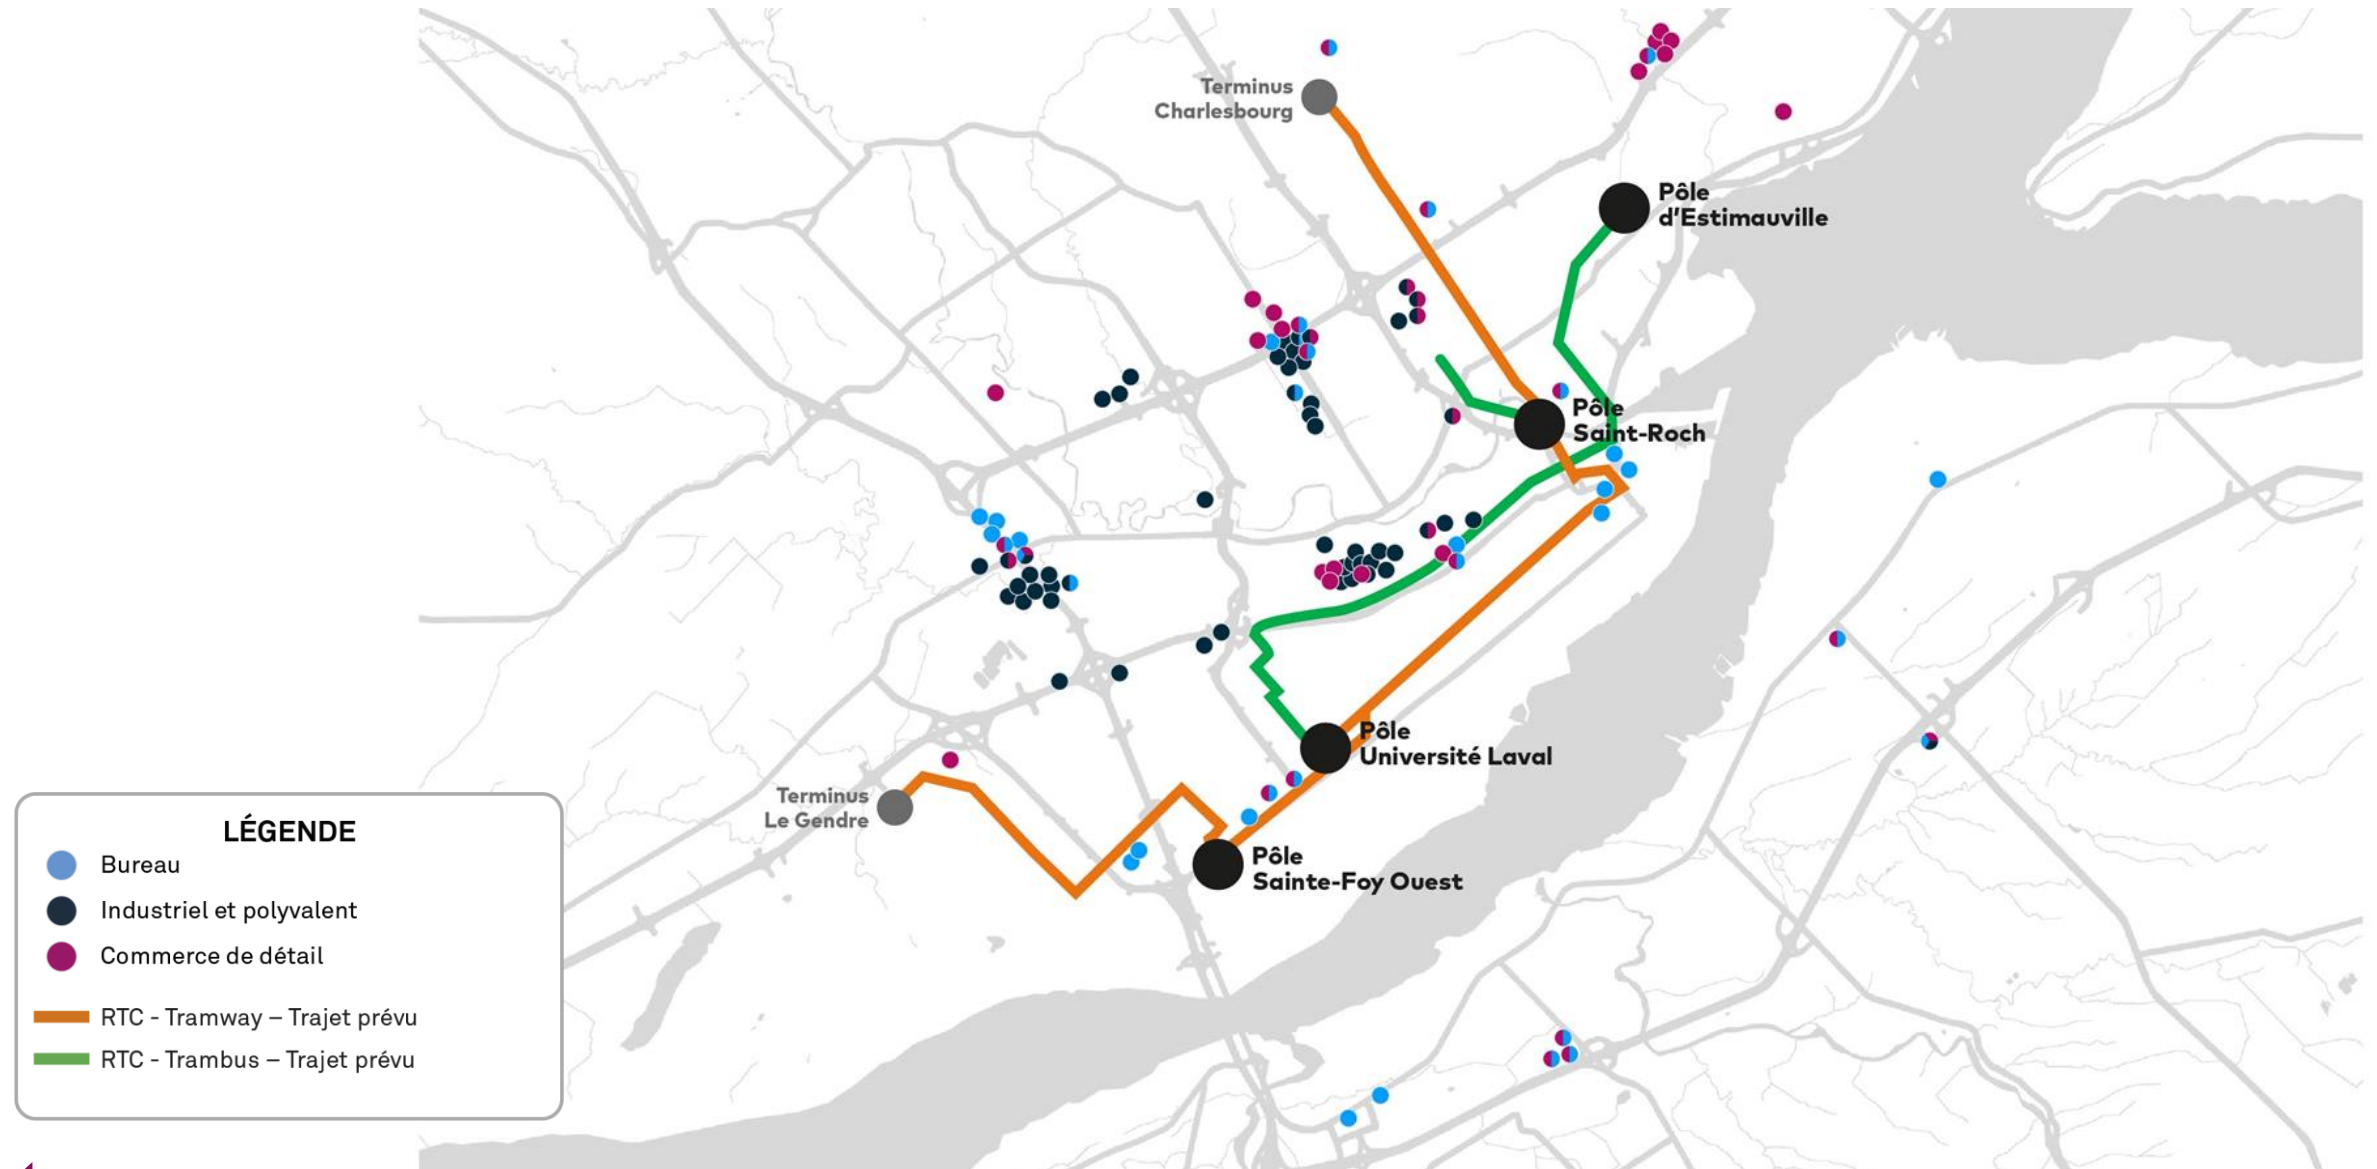 Terminus
Charlesbourg
Pôle
d'Estimauville
Pôle
Saint-Roch
Pôle
Université Laval
Terminus
Le Gendre
Pôle
Sainte-Foy Ouest
LÉGENDE
Bureau
Industriel et polyvalent
Commerce de détail
RTC - Tramway – Trajet prévu
RTC - Trambus – Trajet prévu